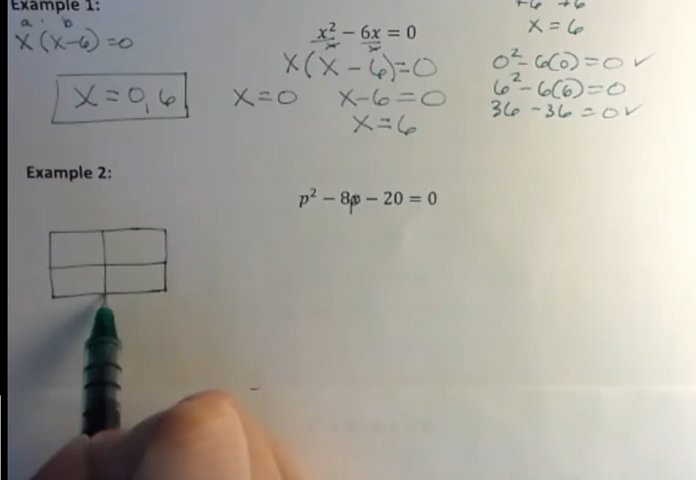 Example 1:
a · b
x(x-6)=0
x=0,6
x² − 6x = 0
x(x-6)=0
x=0 x-6=0
x=6
+6 +6
x=6
0²-6(0)=0✓
6²-6(6)=0
36-36=0✓
Example 2:
p² − 8p − 20 = 0